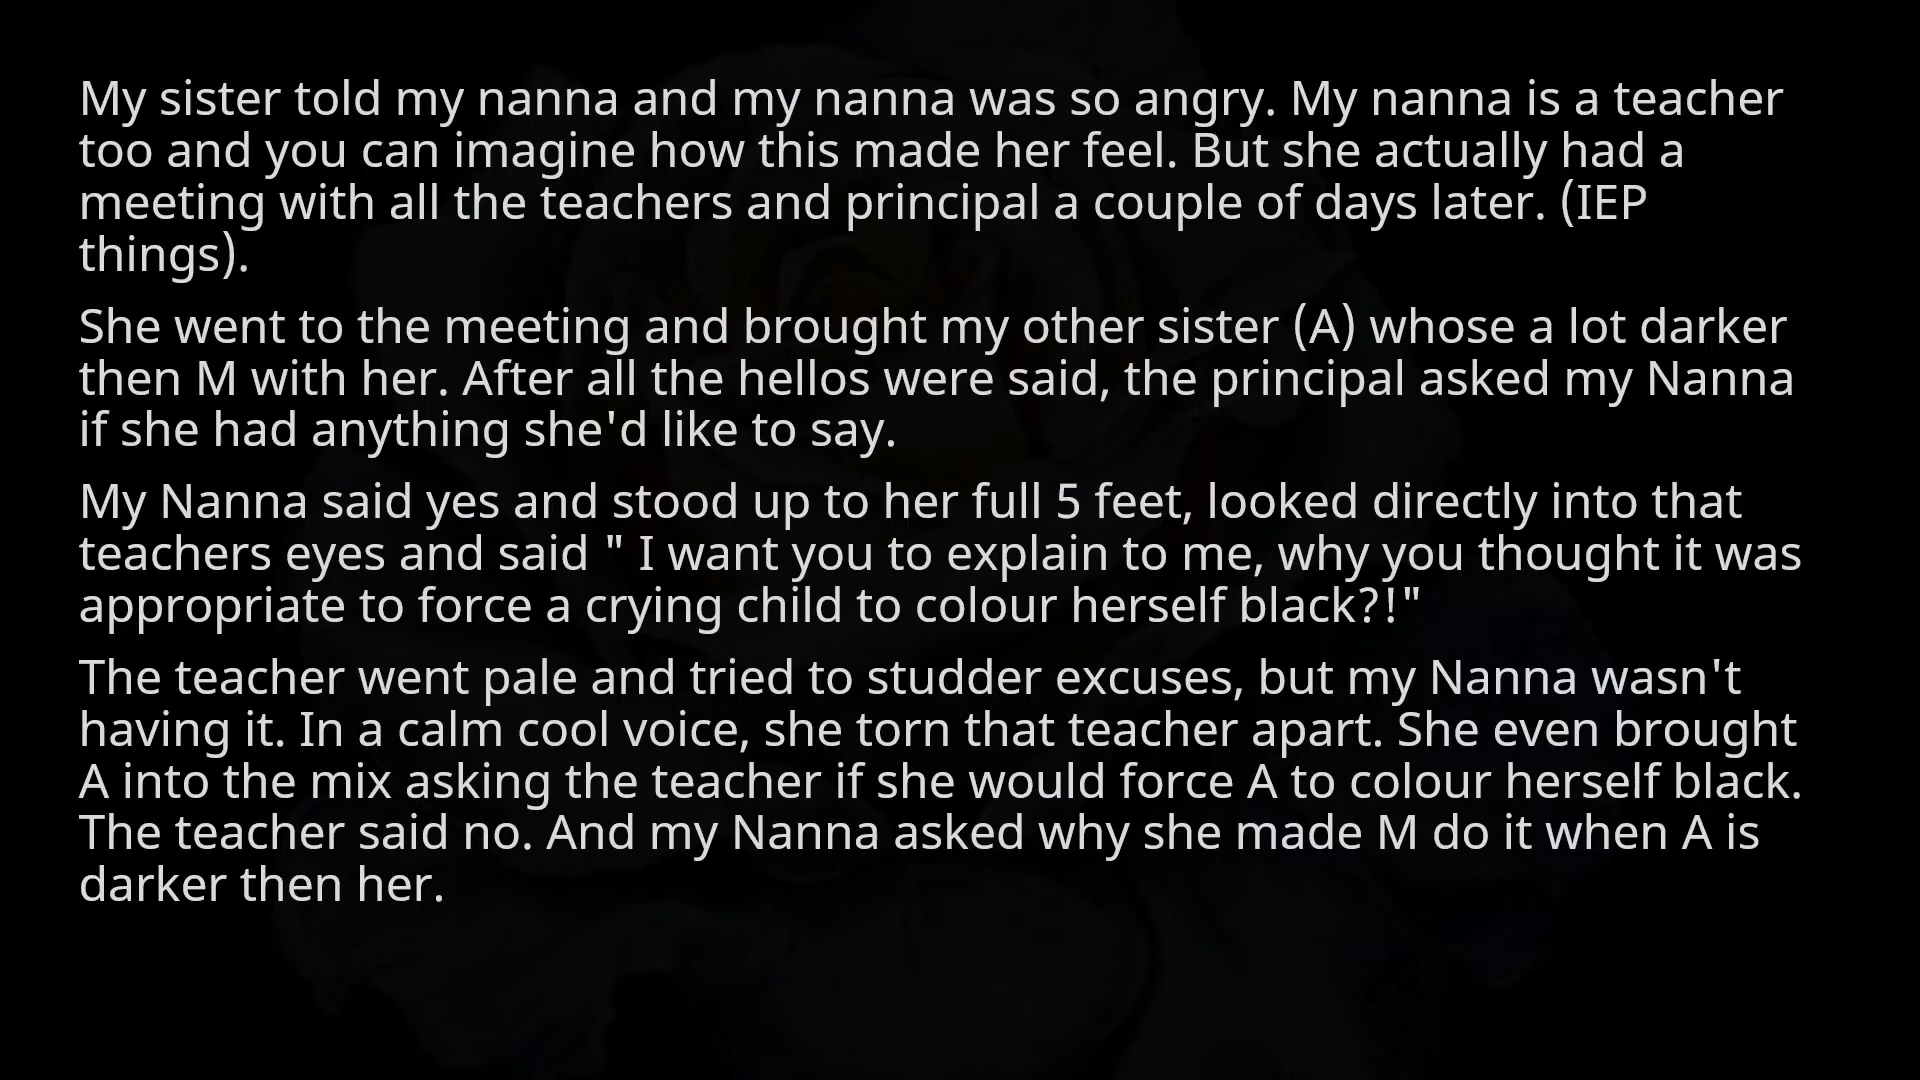 My sister told my nanna and my nanna was so angry. My nanna is a teacher
too and you can imagine how this made her feel. But she actually had a
meeting with all the teachers and principal a couple of days later. (IEP
things).
She went to the meeting and brought my other sister (A) whose a lot darker
then M with her. After all the hellos were said, the principal asked my Nanna
if she had anything she'd like to say.
My Nanna said yes and stood up to her full 5 feet, looked directly into that
teachers eyes and said " I want you to explain to me, why you thought it was
appropriate to force a crying child to colour herself black?!"
The teacher went pale and tried to studder excuses, but my Nanna wasn't
having it. In a calm cool voice, she torn that teacher apart. She even brought
A into the mix asking the teacher if she would force A to colour herself black.
The teacher said no. And my Nanna asked why she made M do it when A is
darker then her.